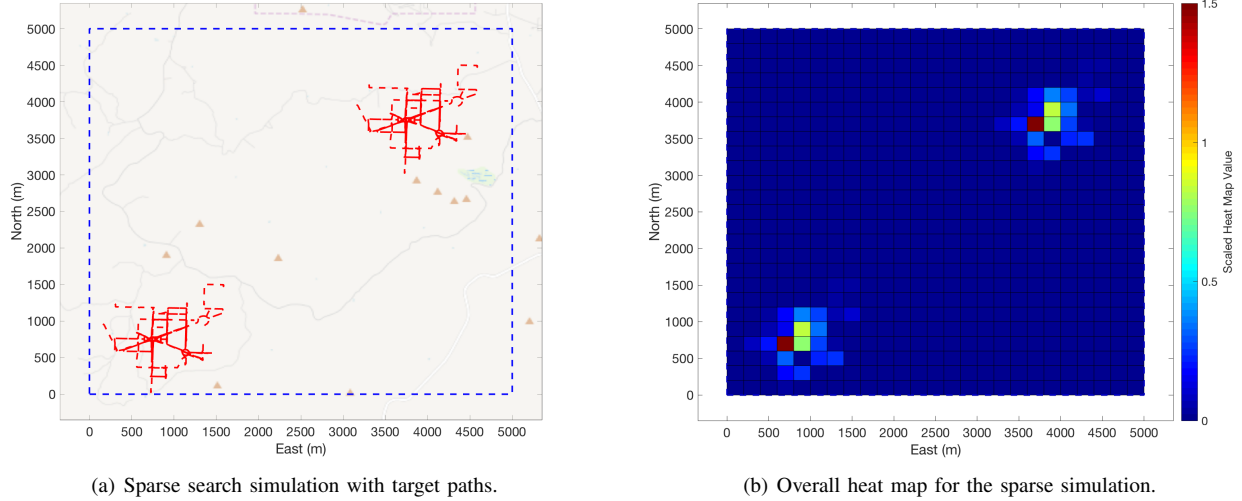 5000
4500
4000
3500
3000
2500
2000
1500
1000
500
0
North (m)
0 500 1000 1500 2000 2500 3000 3500 4000 4500 5000
East (m)
(a) Sparse search simulation with target paths.
5000
4500
4000
3500
3000
2500
2000
1500
1000
500
0
North (m)
0 500 1000 1500 2000 2500 3000 3500 4000 4500 5000
East (m)
1.5
1
0.5
0
Scaled Heat Map Value
(b) Overall heat map for the sparse simulation.